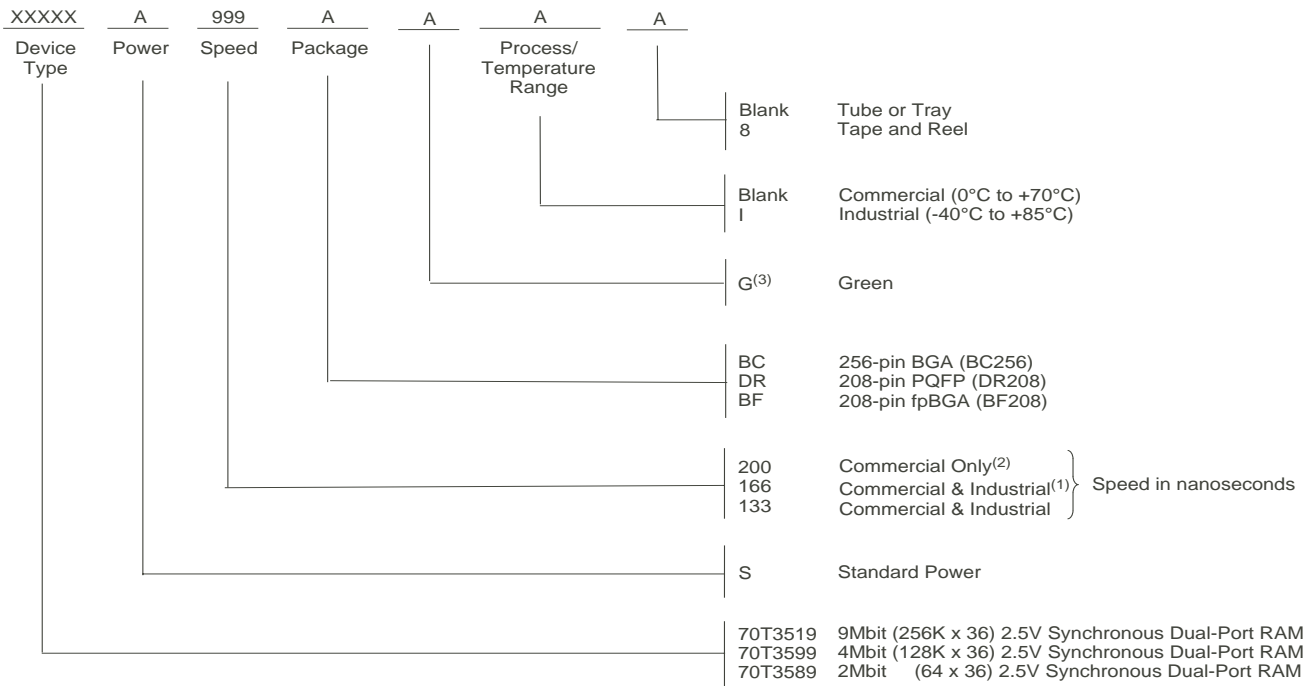 XXXXX A 999 A A A A
Device Type Power Speed Package Process/ Temperature Range
Blank Tube or Tray
8 Tape and Reel
Blank Commercial (0°C to +70°C)
I Industrial (-40°C to +85°C)
G(3) Green
BC 256-pin BGA (BC256)
DR 208-pin PQFP (DR208)
BF 208-pin fpBGA (BF208)
200 Commercial Only(2)
166 Commercial & Industrial(1) Speed in nanoseconds
133 Commercial & Industrial
S Standard Power
70T3519 9Mbit (256K x 36) 2.5V Synchronous Dual-Port RAM
70T3599 4Mbit (128K x 36) 2.5V Synchronous Dual-Port RAM
70T3589 2Mbit (64 x 36) 2.5V Synchronous Dual-Port RAM